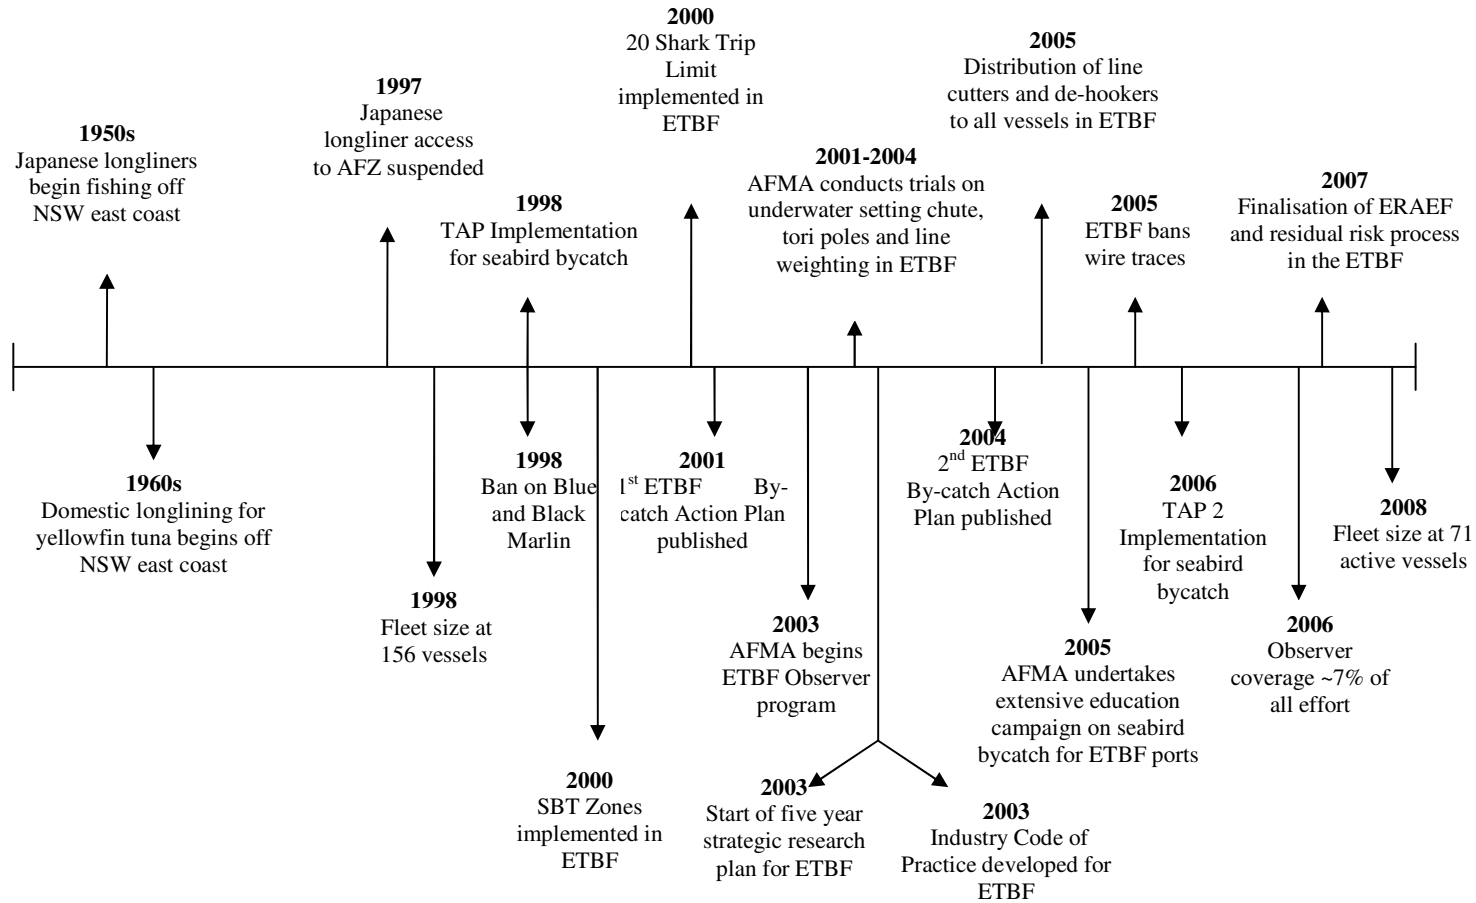 1950s
Japanese longliners
begin fishing off
NSW east coast
1997
Japanese
longliner access
to AFZ suspended
1998
TAP Implementation
for seabird bycatch
2000
20 Shark Trip
Limit
implemented in
ETBF
2001-2004
AFMA conducts trials on
underwater setting chute,
tori poles and line
weighting in ETBF
2005
Distribution of line
cutters and de-hookers
to all vessels in ETBF
2005
ETBF bans
wire traces
2007
Finalisation of ERAEF
and residual risk process
in the ETBF
1960s
Domestic longlining for
yellowfin tuna begins off
NSW east coast
1998
Fleet size at
156 vessels
1998
Ban on Blue
and Black
Marlin
2000
SBT Zones
implemented in
ETBF
2001
1st ETBF By-
catch Action Plan
published
2003
AFMA begins
ETBF Observer
program
2003
Start of five year
strategic research
plan for ETBF
2003
Industry Code of
Practice developed for
ETBF
2004
2nd ETBF
By-catch Action
Plan published
2005
AFMA undertakes
extensive education
campaign on seabird
bycatch for ETBF ports
2006
TAP 2
Implementation
for seabird
bycatch
2006
Observer
coverage ~7% of
all effort
2008
Fleet size at 71
active vessels